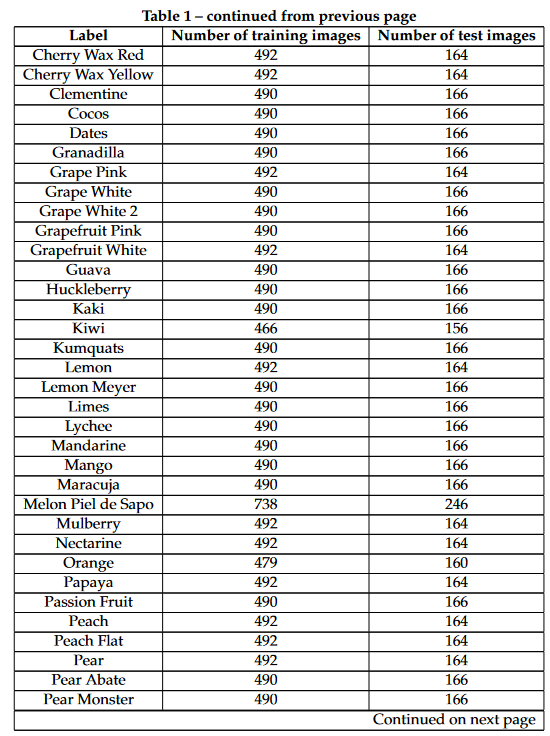 Table 1 – continued from previous page
Label Number of training images Number of test images
Cherry Wax Red 492 164
Cherry Wax Yellow 492 164
Clementine 490 166
Cocos 490 166
Dates 490 166
Granadilla 490 166
Grape Pink 492 164
Grape White 490 166
Grape White 2 490 166
Grapefruit Pink 490 166
Grapefruit White 492 164
Guava 490 166
Huckleberry 490 166
Kaki 490 166
Kiwi 466 156
Kumquats 490 166
Lemon 492 164
Lemon Meyer 490 166
Limes 490 166
Lychee 490 166
Mandarine 490 166
Mango 490 166
Maracuja 490 166
Melon Piel de Sapo 738 246
Mulberry 492 164
Nectarine 492 164
Orange 479 160
Papaya 492 164
Passion Fruit 490 166
Peach 492 164
Peach Flat 492 164
Pear 492 164
Pear Abate 490 166
Pear Monster 490 166
Continued on next page